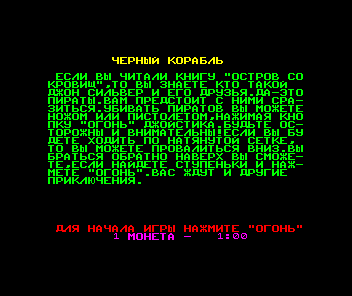 ЧЕРНЫЙ КОРАБЛЬ
ЕСЛИ ВЫ ЧИТАЛИ КНИГУ "ОСТРОВ СО
КРОВИЩ",ТО ВЫ ЗНАЕТЕ КТО ТАКОЙ
ДЖОН СИЛЬВЕР И ЕГО ДРУЗЬЯ.ДА-ЭТО
ПИРАТЫ.ВАМ ПРЕДСТОИТ С НИМИ СРА-
ЗИТЬСЯ.УБИВАТЬ ПИРАТОВ ВЫ МОЖЕТЕ
НОЖОМ ИЛИ ПИСТОЛЕТОМ,НАЖИМАЯ КНО
ПКУ "ОГОНЬ" ДЖОЙСТИКА.БУДЬТЕ ОС-
ТОРОЖНЫ И ВНИМАТЕЛЬНЫ!ЕСЛИ ВЫ БУ
ДЕТЕ ХОДИТЬ ПО НАТЯНУТОЙ СЕТКЕ,
ТО ВЫ МОЖЕТЕ ПРОВАЛИТЬСЯ ВНИЗ.ВЫ
БРАТЬСЯ ОБРАТНО НАВЕРХ ВЫ СМОЖЕ-
ТЕ,ЕСЛИ НАЙДЕТЕ СТУПЕНЬКИ И НАЖ-
МЕТЕ "ОГОНЬ".ВАС ЖДУТ И ДРУГИЕ
ПРИКЛЮЧЕНИЯ.
ДЛЯ НАЧАЛА ИГРЫ НАЖМИТЕ "ОГОНЬ"
1 МОНЕТА - 1:00